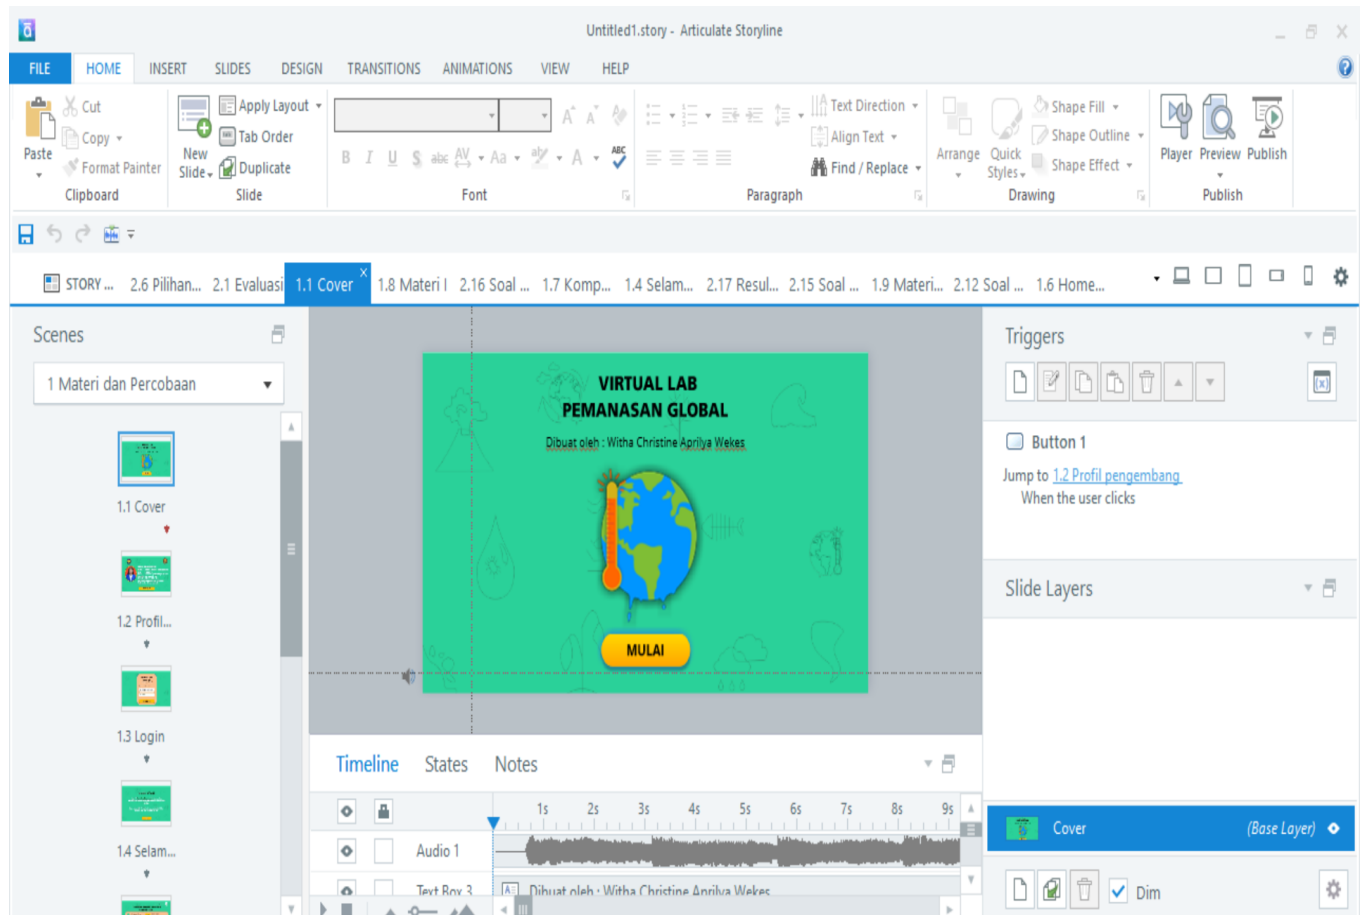 Untitled1.story - Articulate Storyline
FILE HOME INSERT SLIDES DESIGN TRANSITIONS ANIMATIONS VIEW HELP
Paste
Cut
Copy
Format Painter
Clipboard
New Slide
Apply Layout
Tab Order
Duplicate
Slide
B I U S abc AV Aa aby A ABC
Font
Text Direction
Align Text
Find / Replace
Paragraph
Arrange
Quick Styles
Shape Fill
Shape Outline
Shape Effect
Drawing
Player Preview Publish
Publish
STORY ... 2.6 Pilihan... 2.1 Evaluasi 1.1 Cover X 1.8 Materi I 2.16 Soal ... 1.7 Komp... 1.4 Selam... 2.17 Resul... 2.15 Soal ... 1.9 Materi... 2.12 Soal ... 1.6 Home...
Scenes
1 Materi dan Percobaan
1.1 Cover
1.2 Profil...
1.3 Login
1.4 Selam...
VIRTUAL LAB
PEMANASAN GLOBAL
Dibuat oleh : Witha Christine Aprilya Wekes
MULAI
Timeline States Notes
1s 2s 3s 4s 5s 6s 7s 8s 9s
Audio 1
Text Box 3 Dibuat oleh : Witha Christine Aprilya Wekes
Triggers
(x)
Button 1
Jump to 1.2 Profil pengembang
When the user clicks
Slide Layers
Cover (Base Layer)
Dim